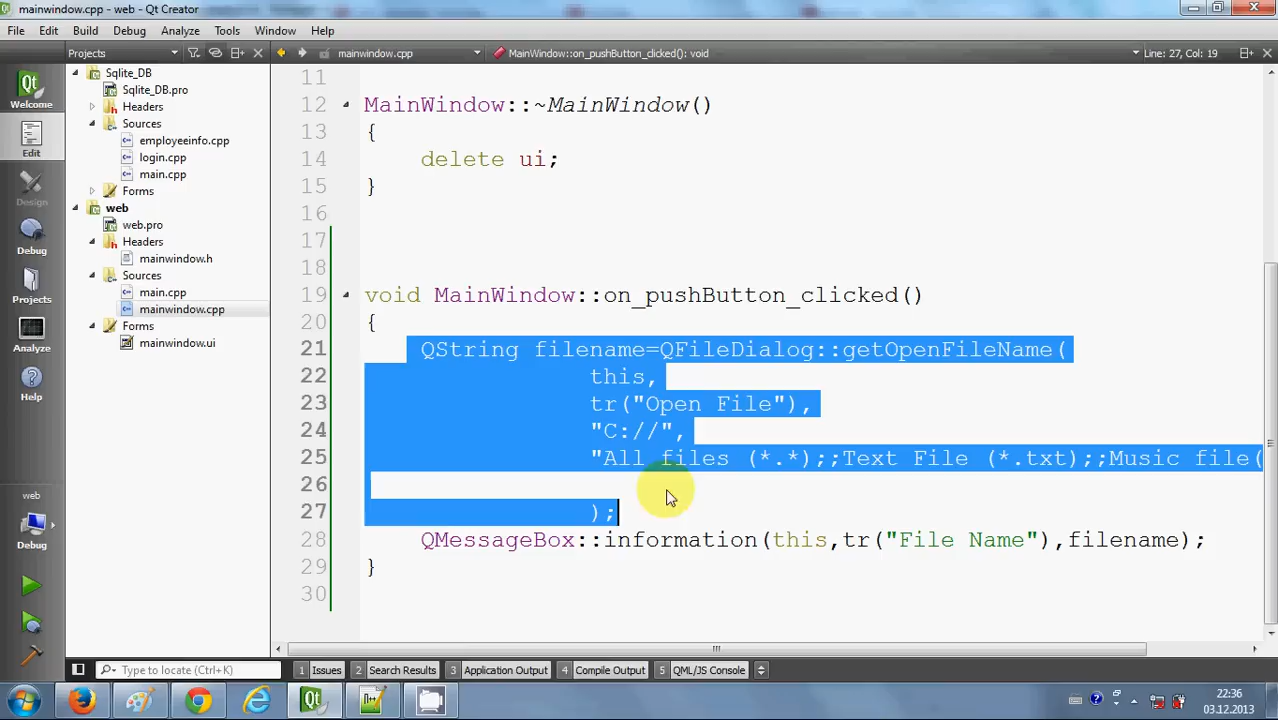 mainwindow.cpp - web - Qt Creator
File Edit Build Debug Analyze Tools Window Help
Projects mainwindow.cpp MainWindow::on_pushButton_clicked(): void Line: 27, Col: 19
Welcome
Edit
Design
Debug
Projects
Analyze
Help
web
Debug
Sqlite_DB
Sqlite_DB.pro
Headers
Sources
employeeinfo.cpp
login.cpp
main.cpp
Forms
web
web.pro
Headers
mainwindow.h
Sources
main.cpp
mainwindow.cpp
Forms
mainwindow.ui
11
12 MainWindow::~MainWindow()
13 {
14 delete ui;
15 }
16
17
18
19 void MainWindow::on_pushButton_clicked()
20 {
21 QString filename=QFileDialog::getOpenFileName(
22 this,
23 tr("Open File"),
24 "C://",
25 "All files (*.*);;Text File (*.txt);;Music file(
26
27 );
28 QMessageBox::information(this,tr("File Name"),filename);
29 }
30
Type to locate (Ctrl+K) 1 Issues 2 Search Results 3 Application Output 4 Compile Output 5 QML/JS Console
22:36
03.12.2013